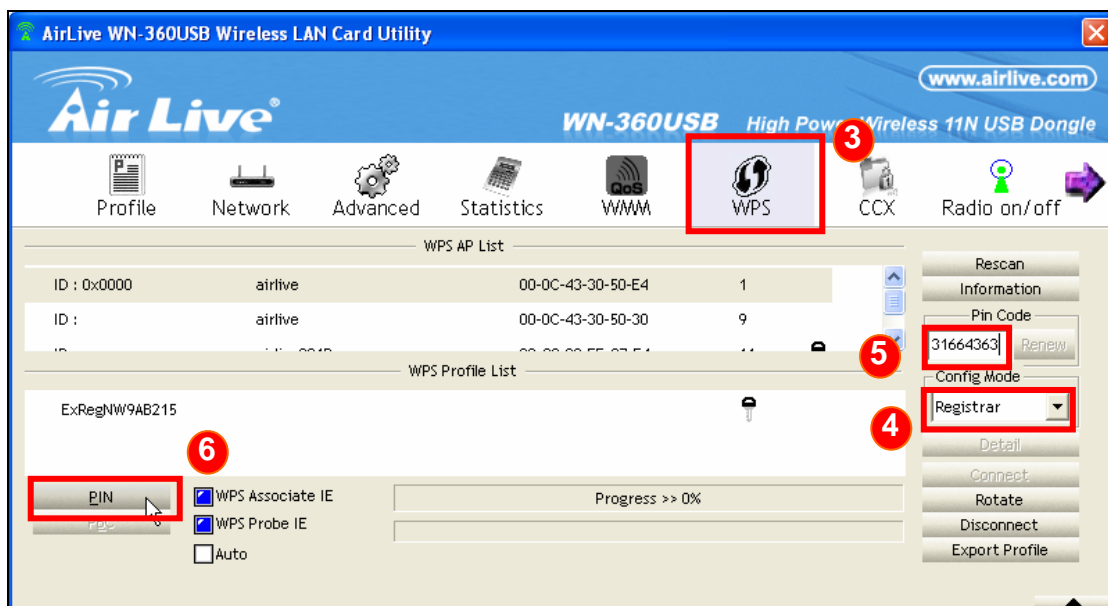 AirLive WN-360USB Wireless LAN Card Utility
www.airlive.com
Air Live®
WN-360USB High Power Wireless 11N USB Dongle
3
Profile Network Advanced Statistics QoS WMM WPS CCX Radio on/off
WPS AP List
Rescan
ID : 0x0000 airlive 00-0C-43-30-50-E4 1
Information
ID : airlive 00-0C-43-30-50-30 9
Pin Code
31664363 Renew
5
WPS Profile List
Config Mode
ExRegNW9AB215
Registrar
4
Detail
6
Connect
PIN WPS Associate IE Progress >> 0%
Rotate
PBC WPS Probe IE
Disconnect
Auto
Export Profile